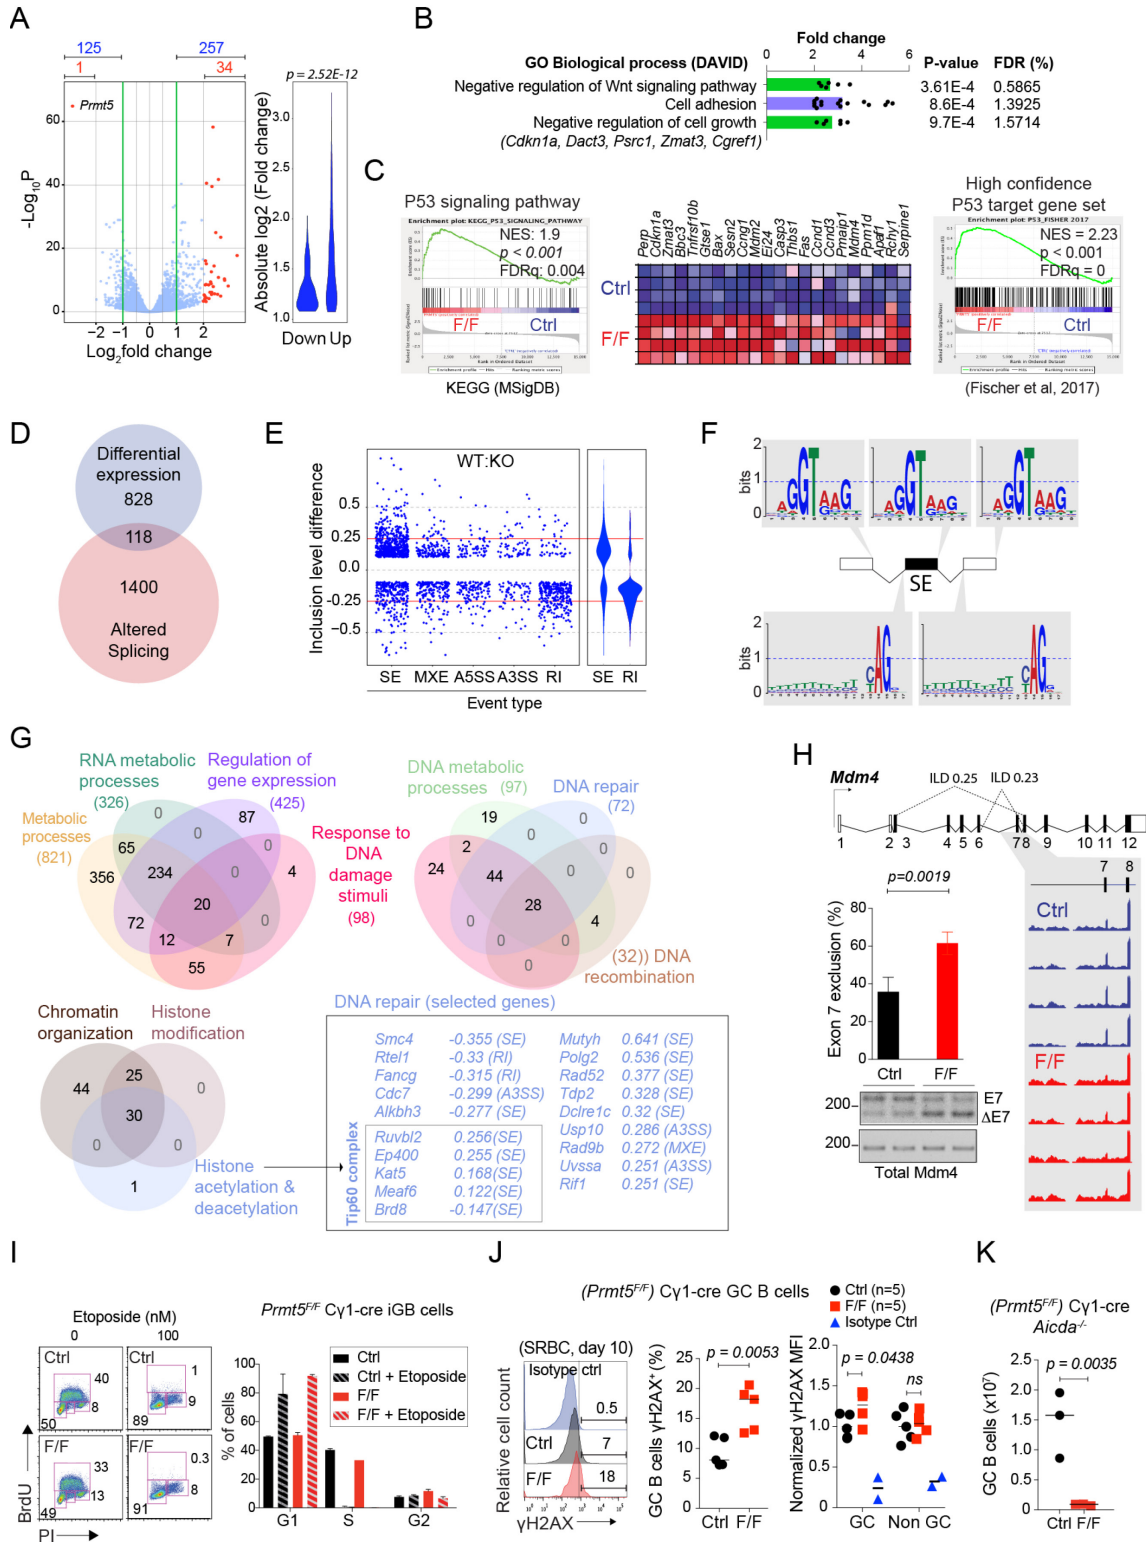 A
125
257
1
34
Prmt5
60
40
20
0
-Log10P
−2 −1 0 1 2
Log2fold change
p = 2.52E-12
3.0
2.5
2.0
1.5
1.0
Absolute log2 (Fold change)
Down Up
B
Fold change
GO Biological process (DAVID)
0 2 4 6
P-value FDR (%)
Negative regulation of Wnt signaling pathway 3.61E-4 0.5865
Cell adhesion 8.6E-4 1.3925
Negative regulation of cell growth 9.7E-4 1.5714
(Cdkn1a, Dact3, Psrc1, Zmat3, Cgref1)
C
P53 signaling pathway
Enrichment plot: KEGG_P53_SIGNALING_PATHWAY
NES: 1.9
p < 0.001
FDRq: 0.004
F/F Ctrl
KEGG (MSigDB)
Perp
Cdkn1a
Zmat3
Bbc3
Tnfrsf10b
Gtse1
Bax
Sesn2
Ccng1
Mdm2
Ei24
Casp3
Thbs1
Fas
Ccnd1
Ccnd3
Pmaip1
Mdm4
Ppm1d
Apaf1
Rchy1
Serpine1
Ctrl
F/F
High confidence
P53 target gene set
Enrichment plot: P53_FISHER 2017
NES = 2.23
p < 0.001
FDRq = 0
F/F Ctrl
(Fischer et al, 2017)
D
Differential
expression
828
118
1400
Altered
Splicing
E
WT:KO
Inclusion level difference
0.5
0.25
0.0
−0.25
−0.5
SE MXE A5SS A3SS RI
SE RI
Event type
F
2
1
0
bits
SE
2
1
0
bits
G
RNA metabolic
processes
(326)
Regulation of
gene expression
(425)
Metabolic
processes
(821)
Response to
DNA
damage
stimuli
(98)
0
87
0
65
356
234
0
4
20
0
72
12
7
55
DNA metabolic
processes (97)
DNA repair
(72)
19
0
2
0
0
24
44
28
0
4
0
0
0
0
(32)) DNA
recombination
Chromatin
organization
Histone
modification
44
25
0
30
0
0
1
Histone
acetylation &
deacetylation
DNA repair (selected genes)
Smc4 -0.355 (SE)
Rtel1 -0.33 (RI)
Fancg -0.315 (RI)
Cdc7 -0.299 (A3SS)
Alkbh3 -0.277 (SE)
Tip60 complex
Ruvbl2 0.256(SE)
Ep400 0.255(SE)
Kat5 0.168(SE)
Meaf6 0.122(SE)
Brd8 -0.147(SE)
Mutyh 0.641 (SE)
Polg2 0.536 (SE)
Rad52 0.377 (SE)
Tdp2 0.328 (SE)
Dclre1c 0.32 (SE)
Usp10 0.286 (A3SS)
Rad9b 0.272 (MXE)
Uvssa 0.251 (A3SS)
Rif1 0.251 (SE)
H
Mdm4
ILD 0.25 ILD 0.23
1 2 3 4 5 6 7 8 9 10 11 12
p=0.0019
Exon 7 exclusion (%)
80
60
40
20
0
Ctrl F/F
200
E7
ΔE7
200
Total Mdm4
7 8
Ctrl
F/F
I
Etoposide (nM)
0 100
Ctrl
40
8
50
Ctrl
1
9
89
F/F
33
13
49
F/F
0.3
8
91
BrdU
PI
Prmt5F/F Cγ1-cre iGB cells
% of cells
100
80
60
40
20
0
G1 S G2
Ctrl
Ctrl + Etoposide
F/F
F/F + Etoposide
J
(Prmt5F/F) Cγ1-cre GC B cells
(SRBC, day 10)
Isotype ctrl
0.5
Ctrl
7
F/F
18
Relative cell count
γH2AX
GC B cells γH2AX+ (%)
p = 0.0053
25
20
15
10
5
0
Ctrl F/F
Ctrl (n=5)
F/F (n=5)
Isotype Ctrl
Normalized γH2AX MFI
p = 0.0438
ns
1.5
1.0
0.5
0.0
GC Non GC
K
(Prmt5F/F) Cγ1-cre
Aicda-/-
GC B cells (x10⁷)
p = 0.0035
2.5
2.0
1.5
1.0
0.5
0
Ctrl F/F